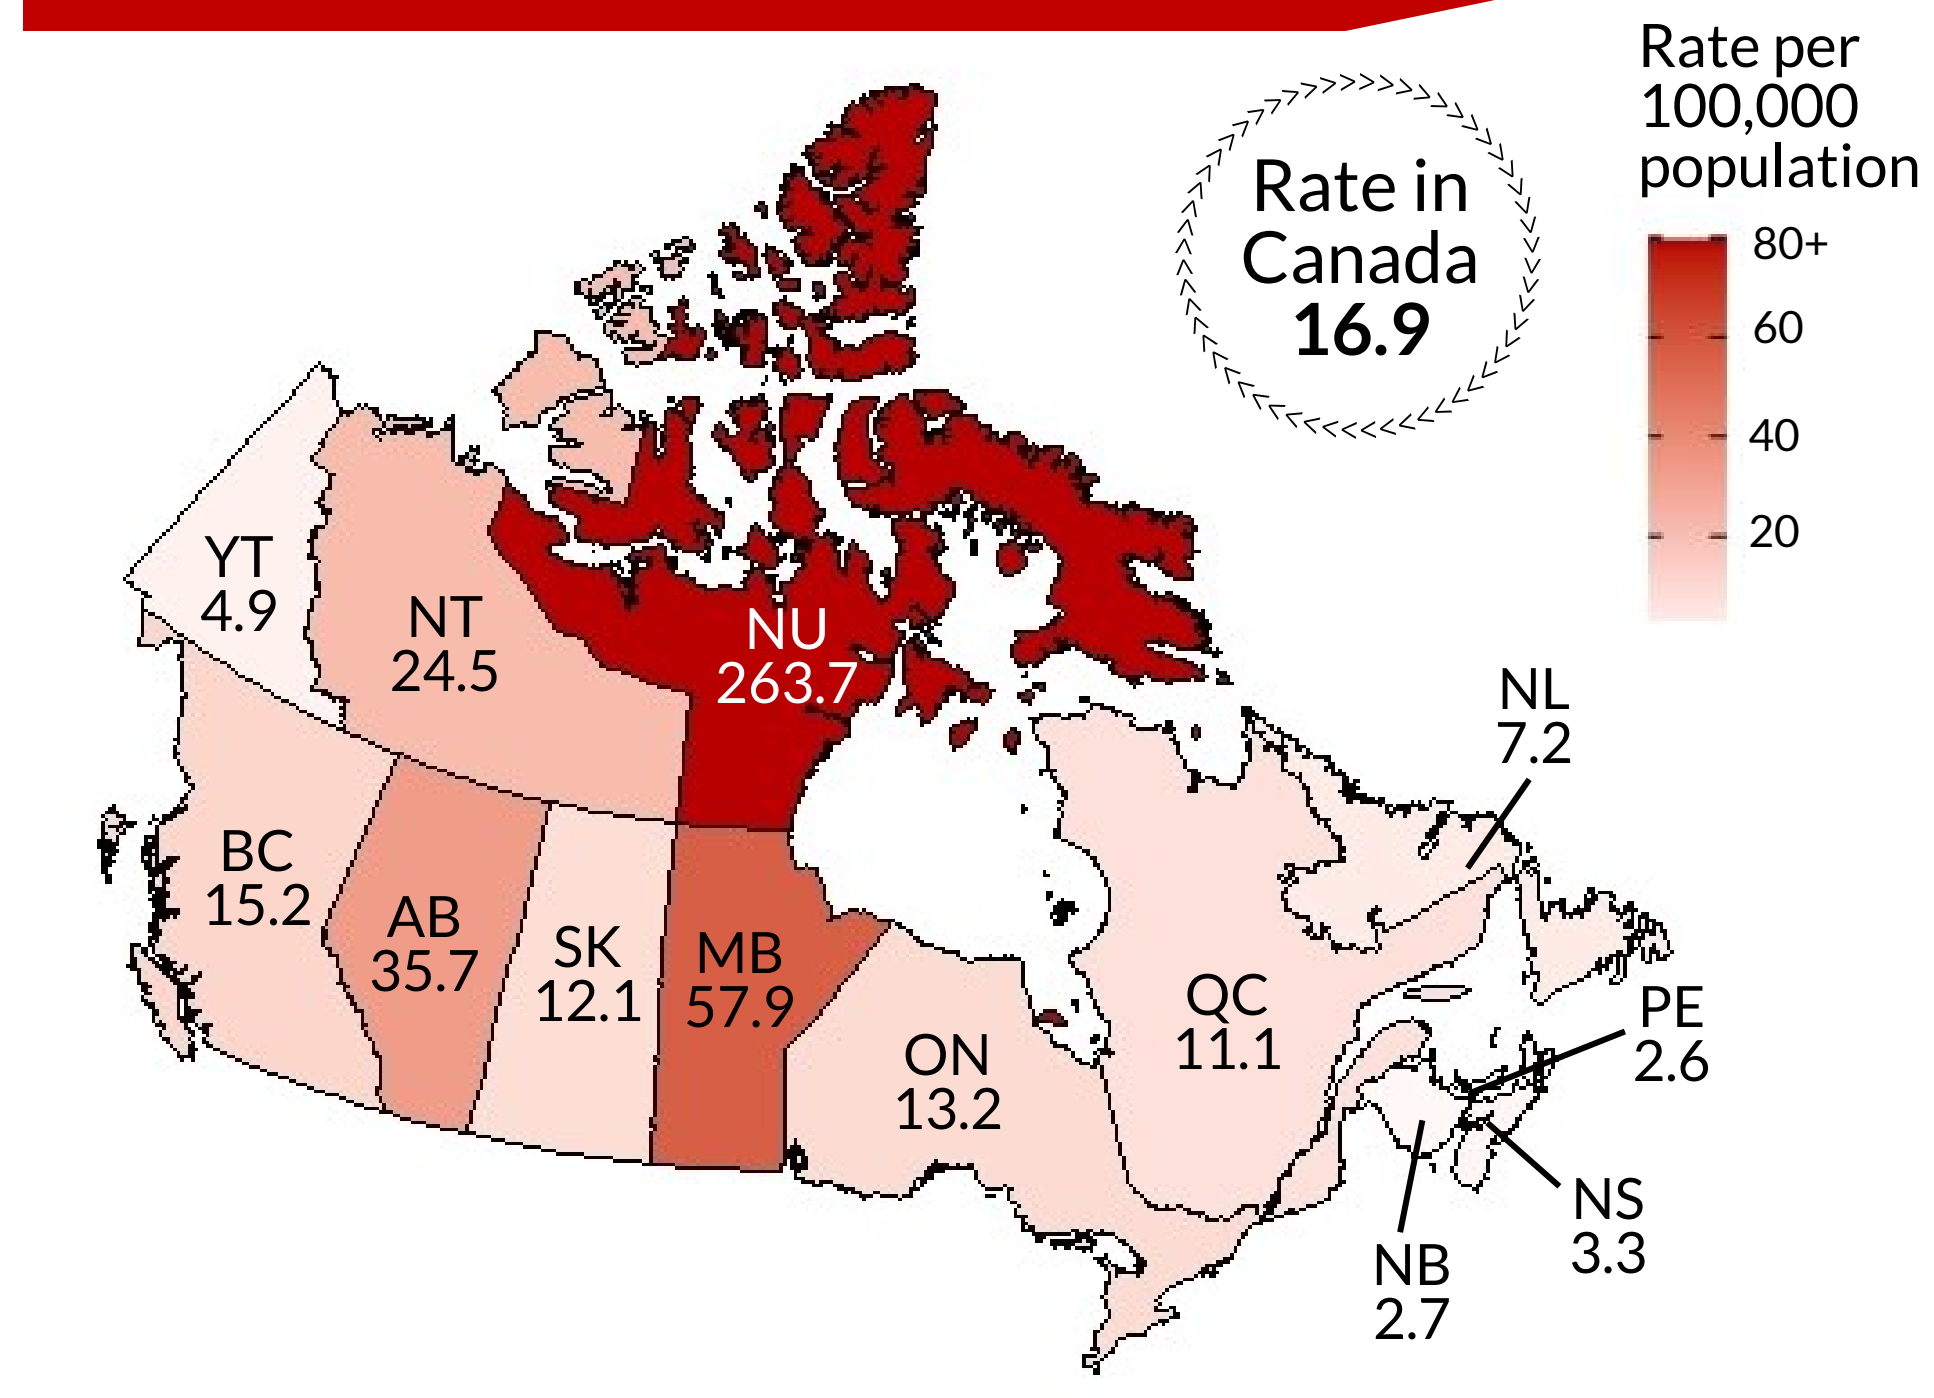 Rate per
100,000
population
80+
60
40
20
Rate in
Canada
16.9
YT
4.9
NT
24.5
NU
263.7
NL
7.2
BC
15.2
AB
35.7
SK
12.1
MB
57.9
ON
13.2
QC
11.1
PE
2.6
NS
3.3
NB
2.7